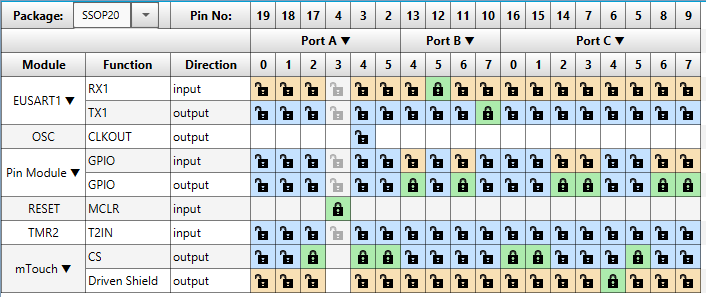 Package: SSOP20 Pin No: 19 18 17 4 3 2 13 12 11 10 16 15 14 7 6 5 8 9
Port A ▼ Port B ▼ Port C ▼
Module Function Direction 0 1 2 3 4 5 4 5 6 7 0 1 2 3 4 5 6 7
EUSART1 ▼ RX1 input
TX1 output
OSC CLKOUT output
Pin Module ▼ GPIO input
GPIO output
RESET MCLR input
TMR2 T2IN input
mTouch ▼ CS output
Driven Shield output